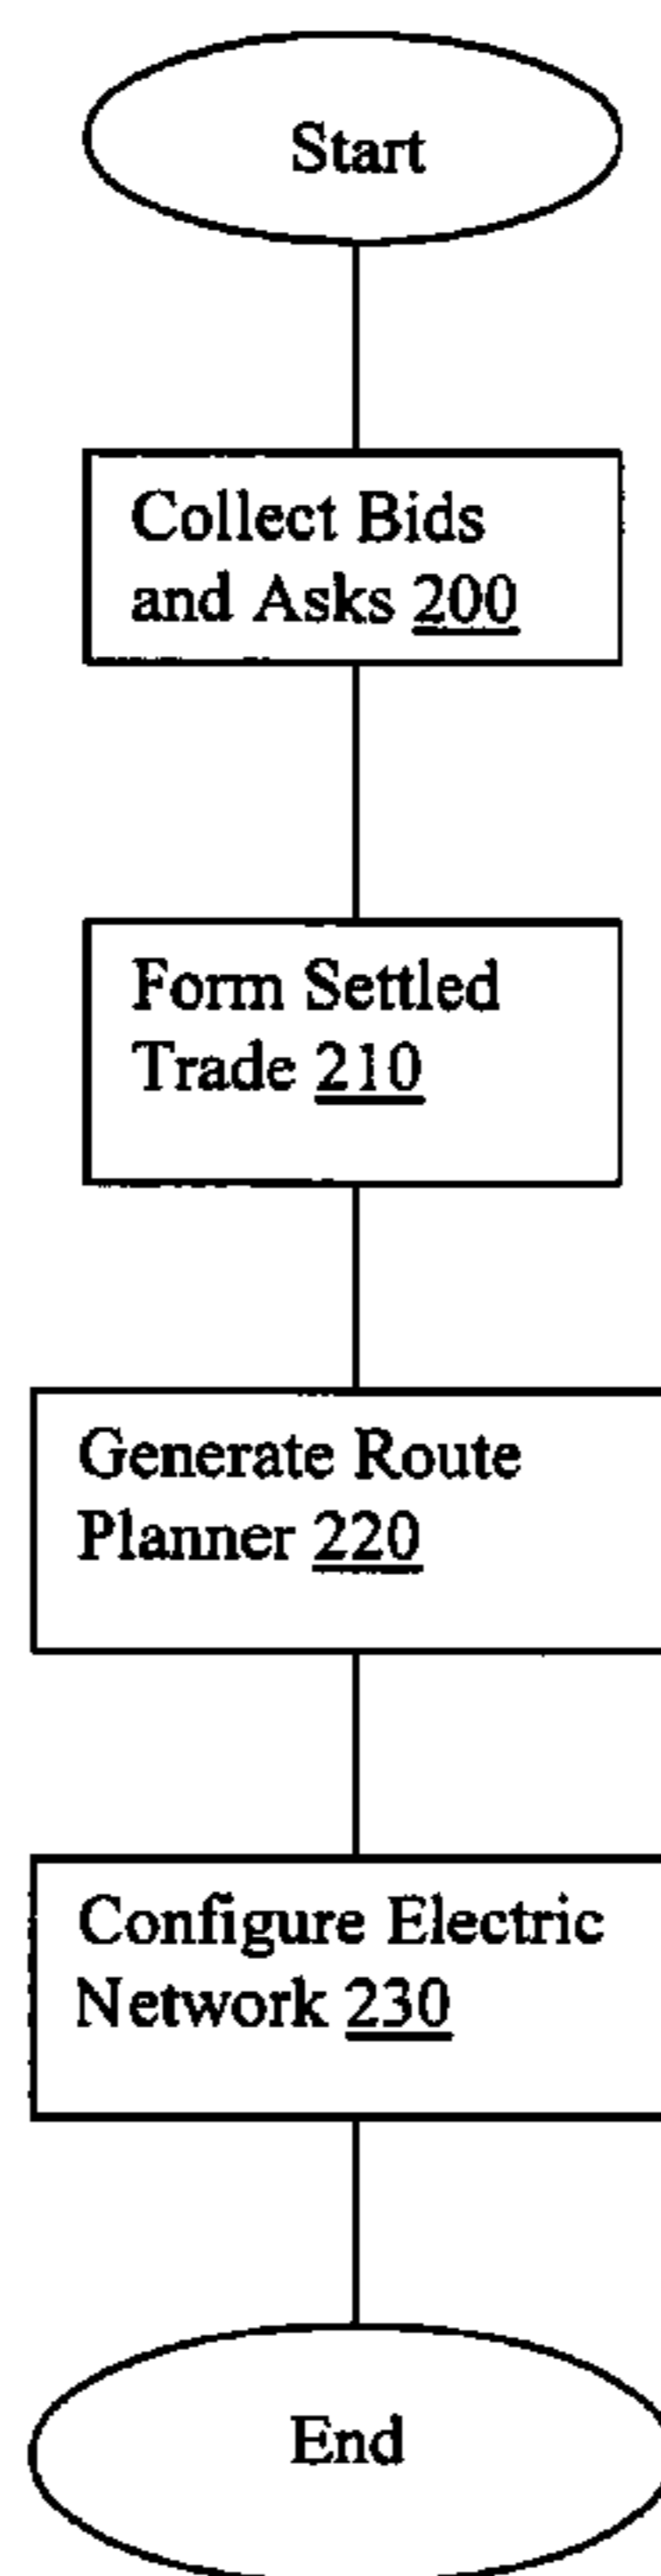 Start
Collect Bids
and Asks 200
Form Settled
Trade 210
Generate Route
Planner 220
Configure Electric
Network 230
End